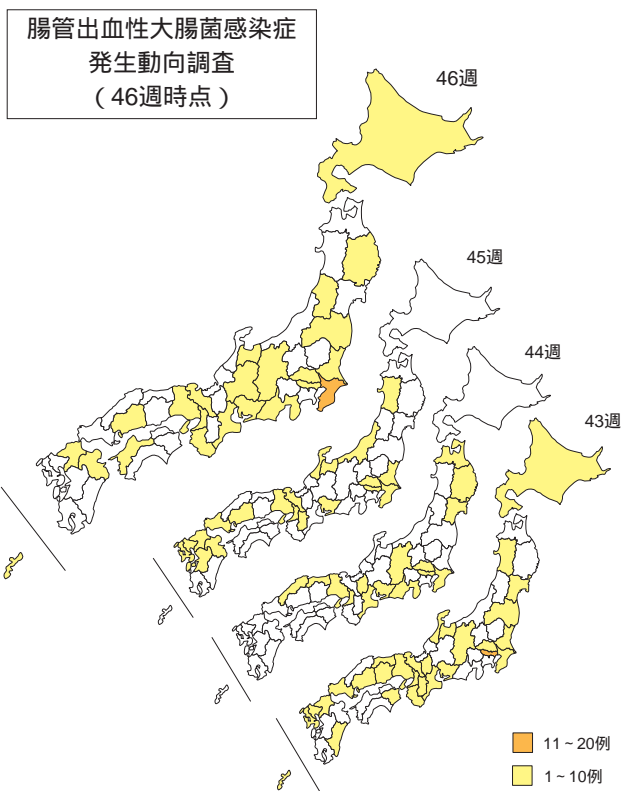 腸管出血性大腸菌感染症
発生動向調査
（46週時点）
46週
45週
44週
43週
11～20例
1～10例